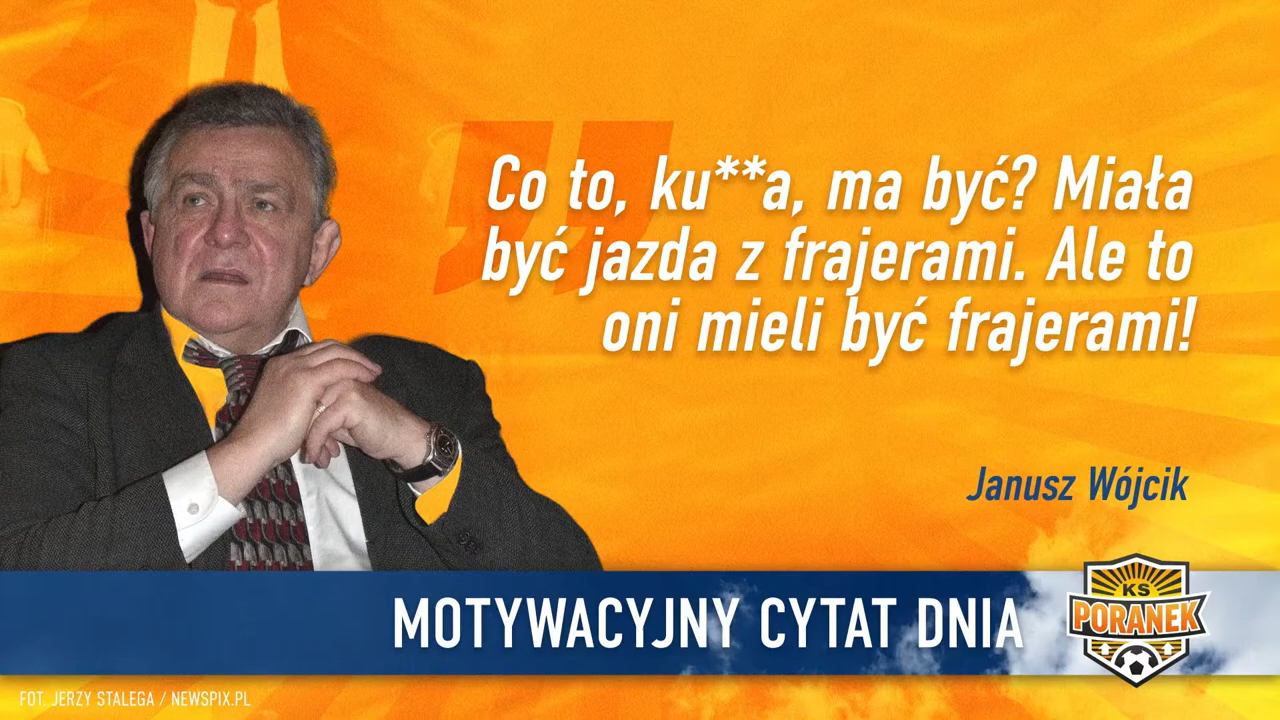 Co to, ku**a, ma być? Miała
być jazda z frajerami. Ale to
oni mieli być frajerami!
Janusz Wójcik
MOTYWACYJNY CYTAT DNIA
KS
PORANEK
FOT. JERZY STALEGA / NEWSPIX.PL